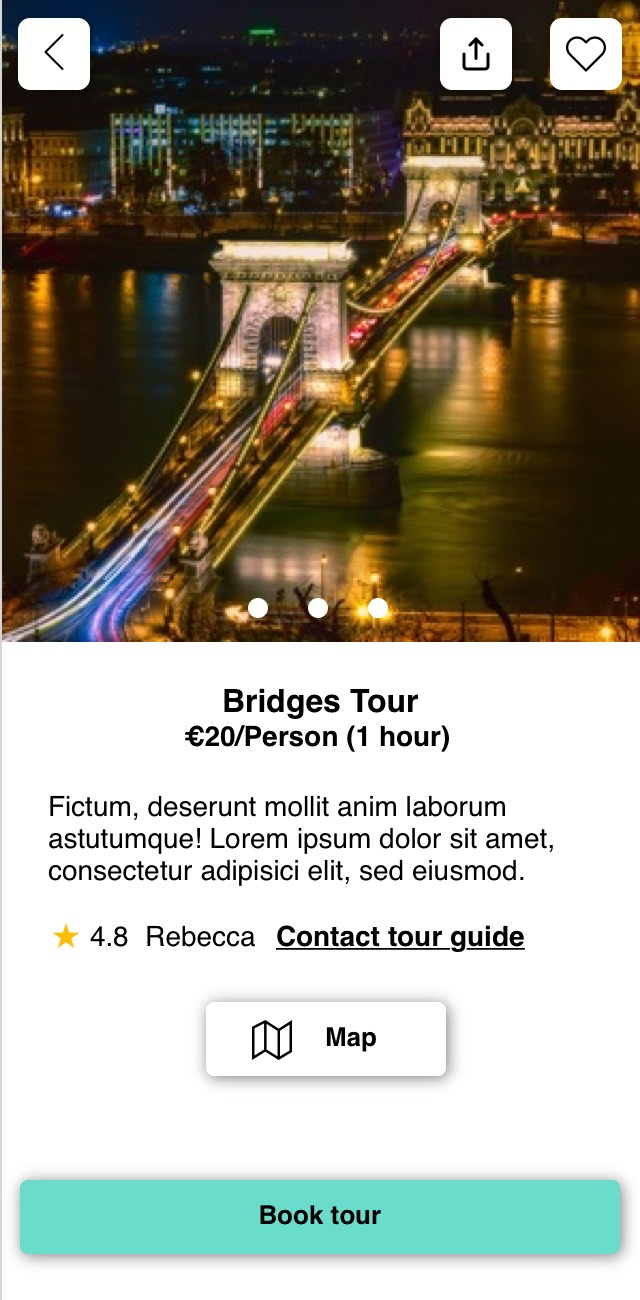 Bridges Tour
€20/Person (1 hour)
Fictum, deserunt mollit anim laborum
astutumque! Lorem ipsum dolor sit amet,
consectetur adipisici elit, sed eiusmod.
4.8 Rebecca Contact tour guide
Map
Book tour